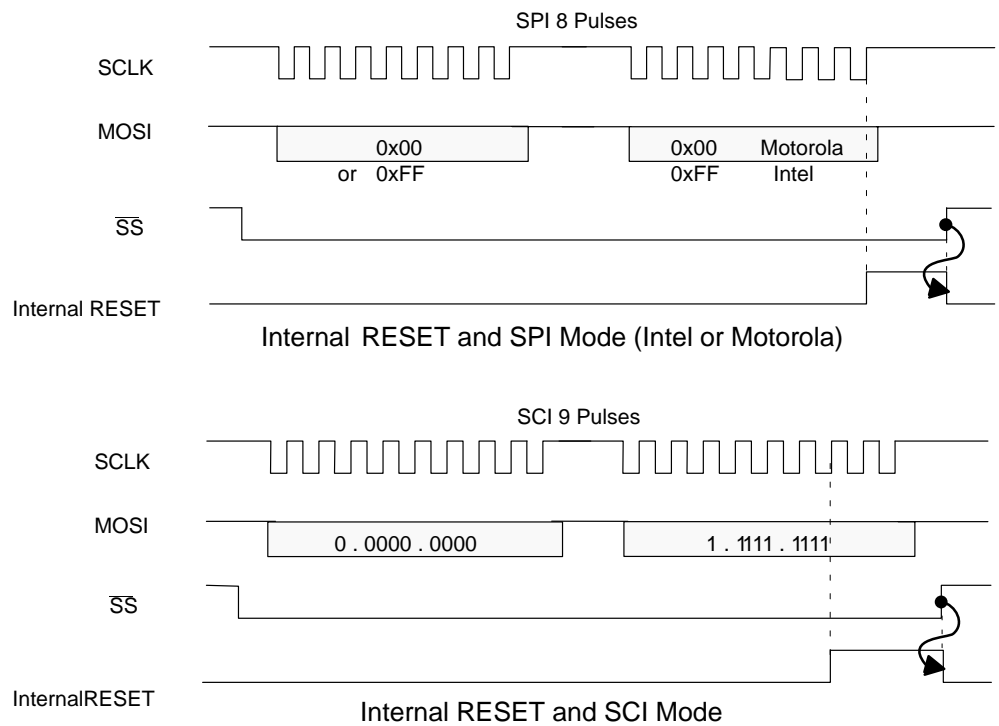 SPI 8 Pulses
SCLK
MOSI
0x00
or 0xFF
0x00 Motorola
0xFF Intel
SS
Internal RESET
Internal RESET and SPI Mode (Intel or Motorola)
SCI 9 Pulses
SCLK
MOSI
0 . 0000 . 0000
1 . 1111 . 1111
SS
InternalRESET
Internal RESET and SCI Mode